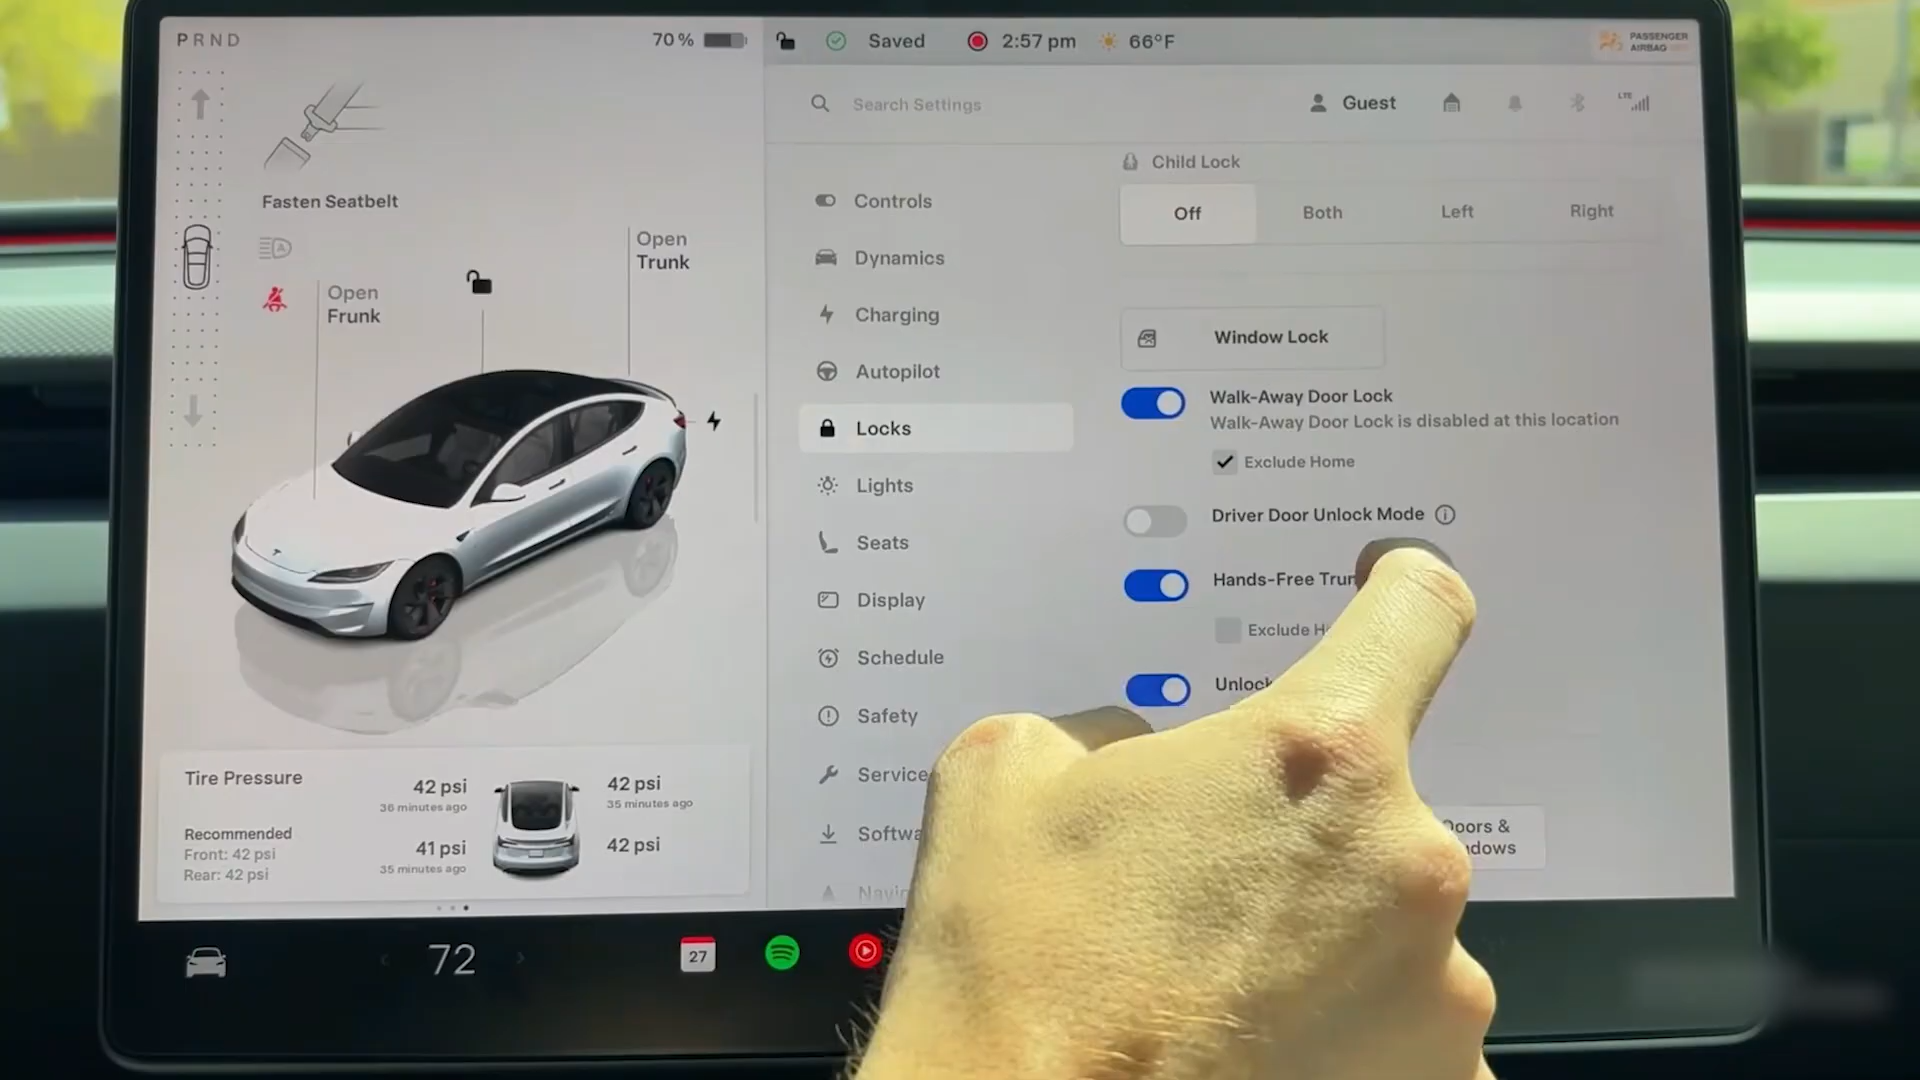 PRND
70 %
Saved
2:57 pm
66°F
PASSENGER
AIRBAG
Search Settings
Guest
LTE
Fasten Seatbelt
Open
Frunk
Open
Trunk
Controls
Dynamics
Charging
Autopilot
Locks
Lights
Seats
Display
Schedule
Safety
Service
Child Lock
Off
Both
Left
Right
Window Lock
Walk-Away Door Lock
Walk-Away Door Lock is disabled at this location
Exclude Home
Driver Door Unlock Mode
Hands-Free
Exclude
Unlock
Doors &
Tire Pressure
42 psi
36 minutes ago
42 psi
35 minutes ago
Recommended
Front: 42 psi
Rear: 42 psi
41 psi
35 minutes ago
42 psi
72
27